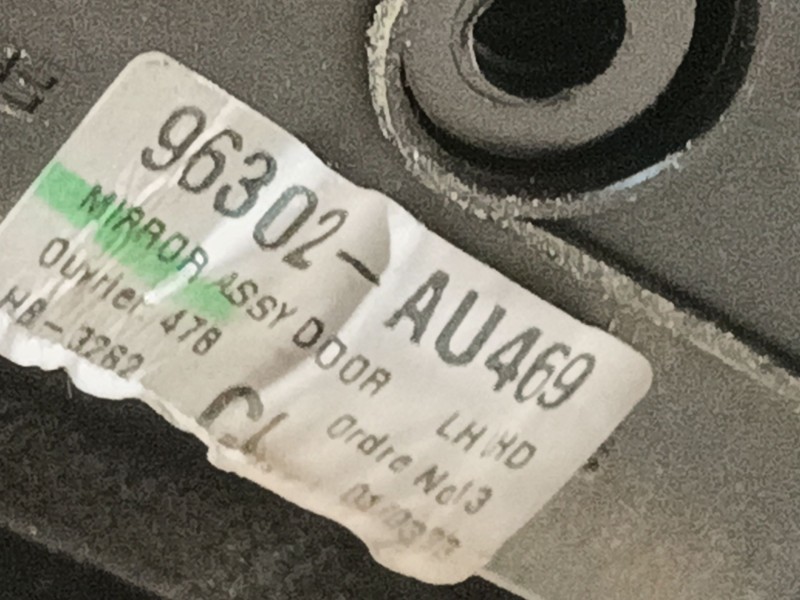 96302-AU469
MIRROR ASSY DOOR LH HD
Ouvrier 478 Ordre No13
HB-3262